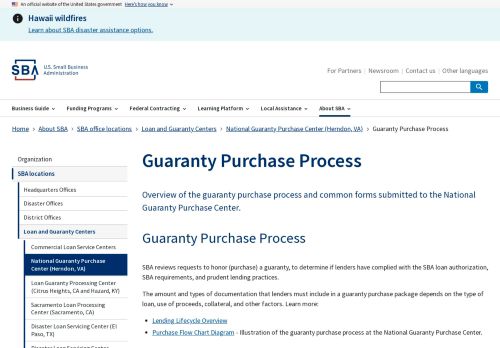 An official website of the United States government Here's how you know
Hawaii wildfires
Learn about SBA disaster assistance options.
SBA
U.S. Small Business
Administration
For Partners | Newsroom | Contact us | Other languages
Business Guide
Funding Programs
Federal Contracting
Learning Platform
Local Assistance
About SBA
Home > About SBA > SBA office locations > Loan and Guaranty Centers > National Guaranty Purchase Center (Herndon, VA) > Guaranty Purchase Process
Organization
SBA locations
Headquarters Offices
Disaster Offices
District Offices
Loan and Guaranty Centers
Commercial Loan Service Centers
National Guaranty Purchase
Center (Herndon, VA)
Loan Guaranty Processing Center
(Citrus Heights, CA and Hazard, KY)
Sacramento Loan Processing
Center (Sacramento, CA)
Disaster Loan Servicing Center (El
Paso, TX)
Disaster Loan Servicing Center
Guaranty Purchase Process
Overview of the guaranty purchase process and common forms submitted to the National
Guaranty Purchase Center.
Guaranty Purchase Process
SBA reviews requests to honor (purchase) a guaranty, to determine if lenders have complied with the SBA loan authorization,
SBA requirements, and prudent lending practices.
The amount and types of documentation that lenders must include in a guaranty purchase package depends on the type of
loan, use of proceeds, collateral, and other factors. Learn more:
Lending Lifecycle Overview
Purchase Flow Chart Diagram - Illustration of the guaranty purchase process at the National Guaranty Purchase Center.